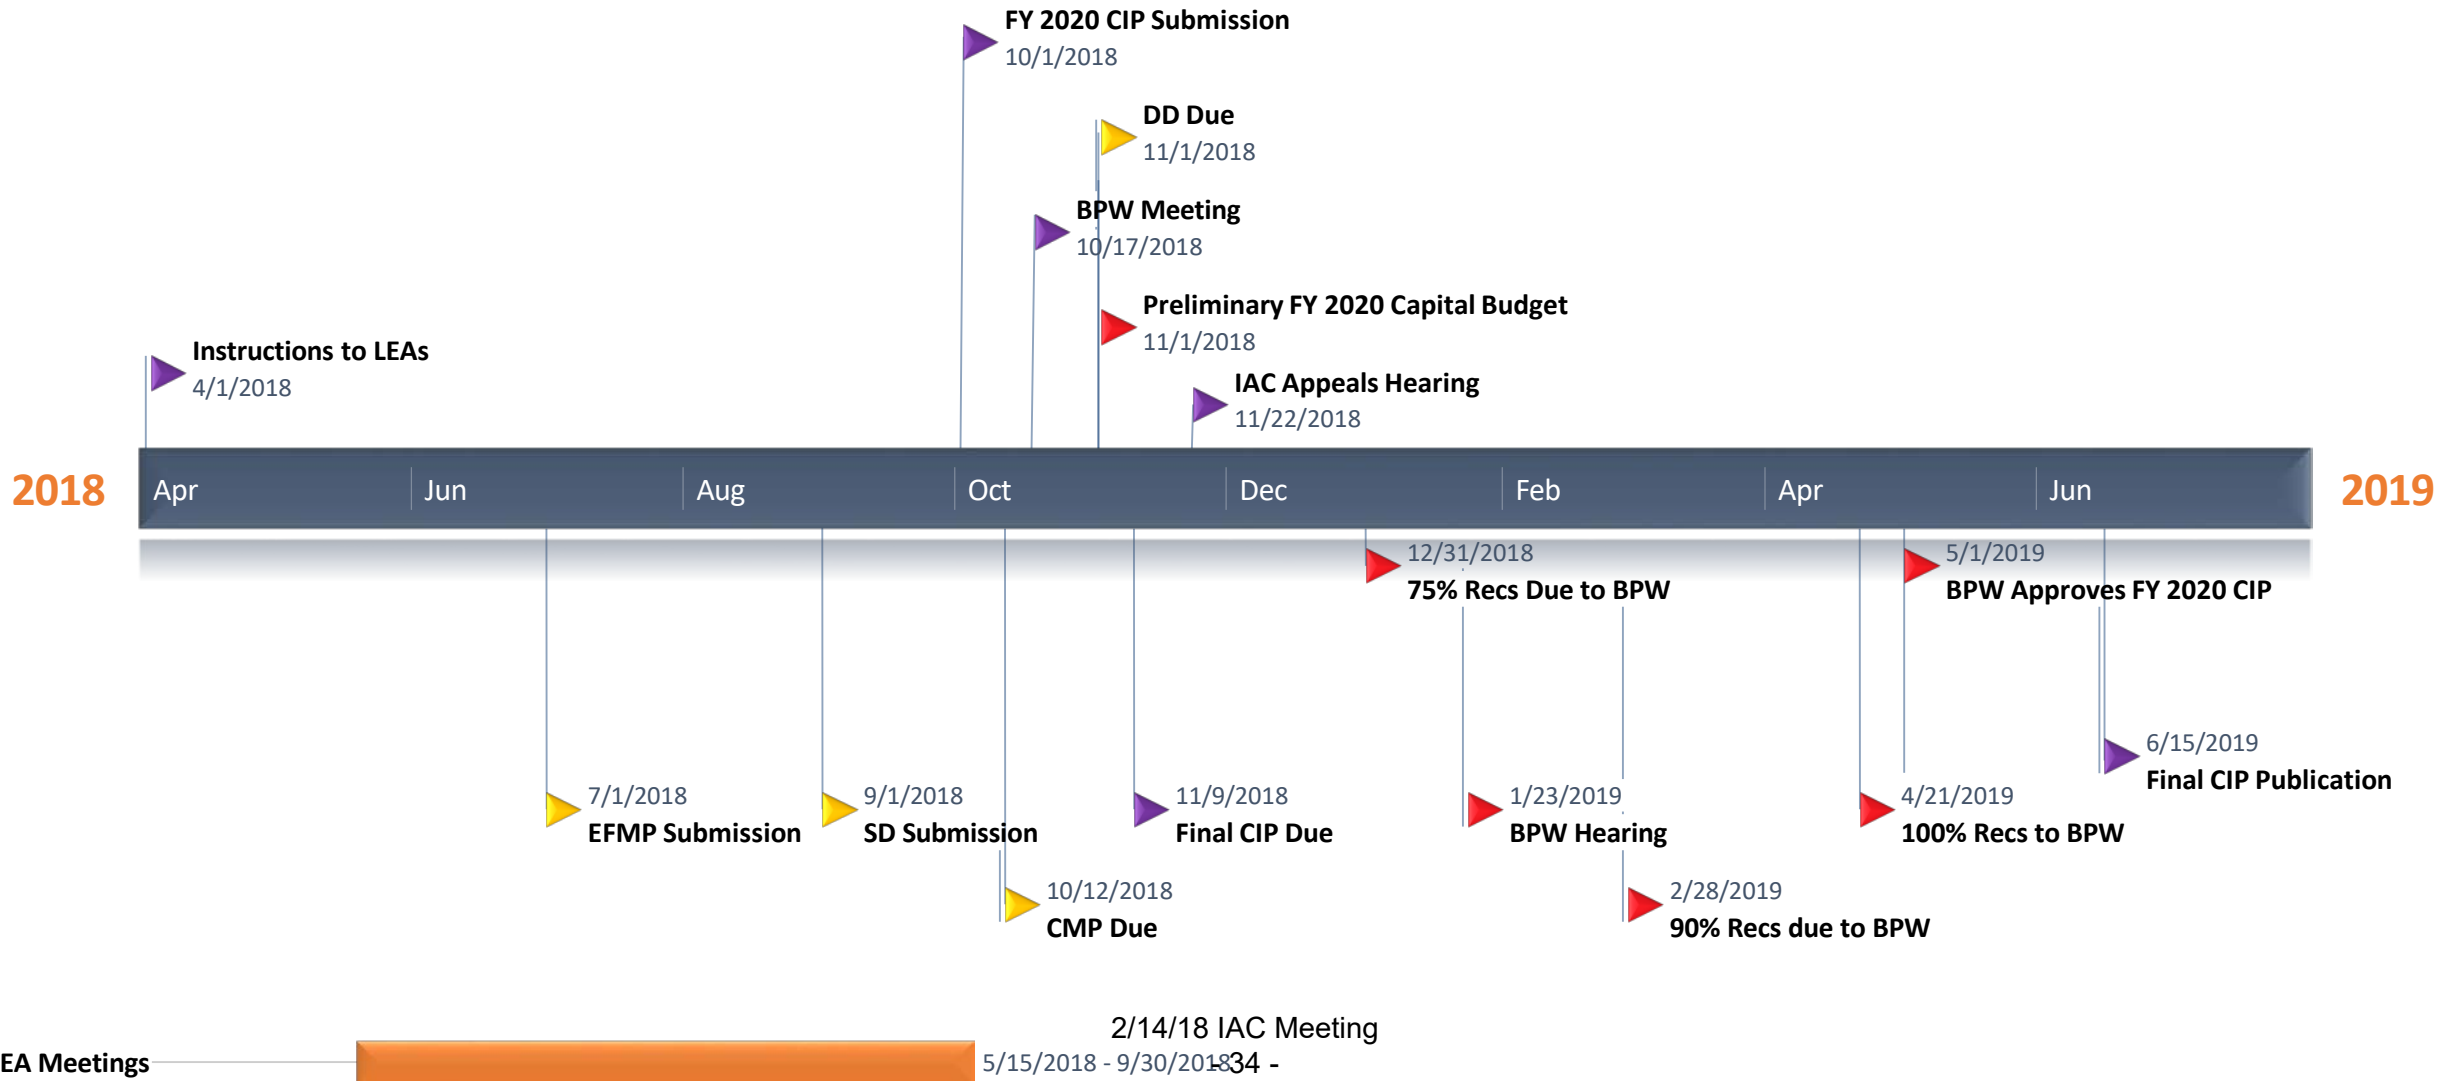 FY 2020 CIP Submission
10/1/2018
DD Due
11/1/2018
BPW Meeting
10/17/2018
Preliminary FY 2020 Capital Budget
11/1/2018
Instructions to LEAs
4/1/2018
IAC Appeals Hearing
11/22/2018
2018 Apr Jun Aug Oct Dec Feb Apr Jun 2019
12/31/2018
75% Recs Due to BPW
5/1/2019
BPW Approves FY 2020 CIP
6/15/2019
Final CIP Publication
7/1/2018
EFMP Submission
9/1/2018
SD Submission
11/9/2018
Final CIP Due
1/23/2019
BPW Hearing
4/21/2019
100% Recs to BPW
10/12/2018
CMP Due
2/28/2019
90% Recs due to BPW
2/14/18 IAC Meeting
EA Meetings
5/15/2018 - 9/30/2018
- 34 -